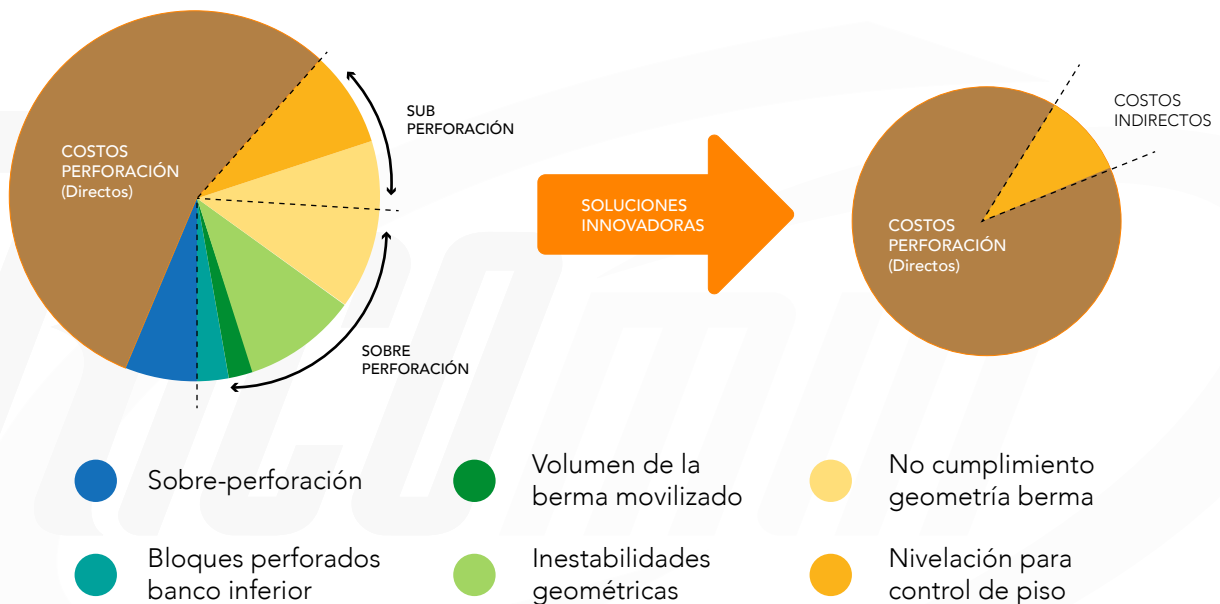 COSTOS
PERFORACIÓN
(Directos)
SUB
PERFORACIÓN
SOBRE
PERFORACIÓN
SOLUCIONES
INNOVADORAS
COSTOS
INDIRECTOS
COSTOS
PERFORACIÓN
(Directos)
Sobre-perforación
Volumen de la
berma movilizado
No cumplimiento
geometría berma
Bloques perforados
banco inferior
Inestabilidades
geométricas
Nivelación para
control de piso